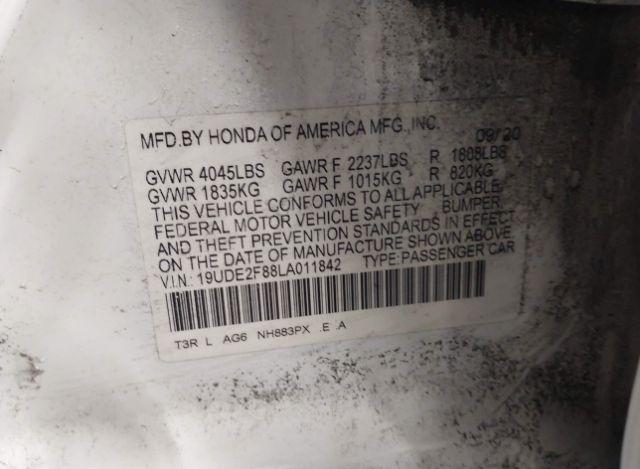 MFD.BY HONDA OF AMERICA MFG.,INC. 09/20
GVWR 4045LBS GAWR F 2237LBS R 1808LBS
GVWR 1835KG GAWR F 1015KG R 820KG
THIS VEHICLE CONFORMS TO ALL APPLICABLE
FEDERAL MOTOR VEHICLE SAFETY BUMPER
AND THEFT PREVENTION STANDARDS IN EFFECT
ON THE DATE OF MANUFACTURE SHOWN ABOVE
V.I.N.: 19UDE2F88LA011842 TYPE:PASSENGER CAR
T3R L AG6 NH883PX .E .A